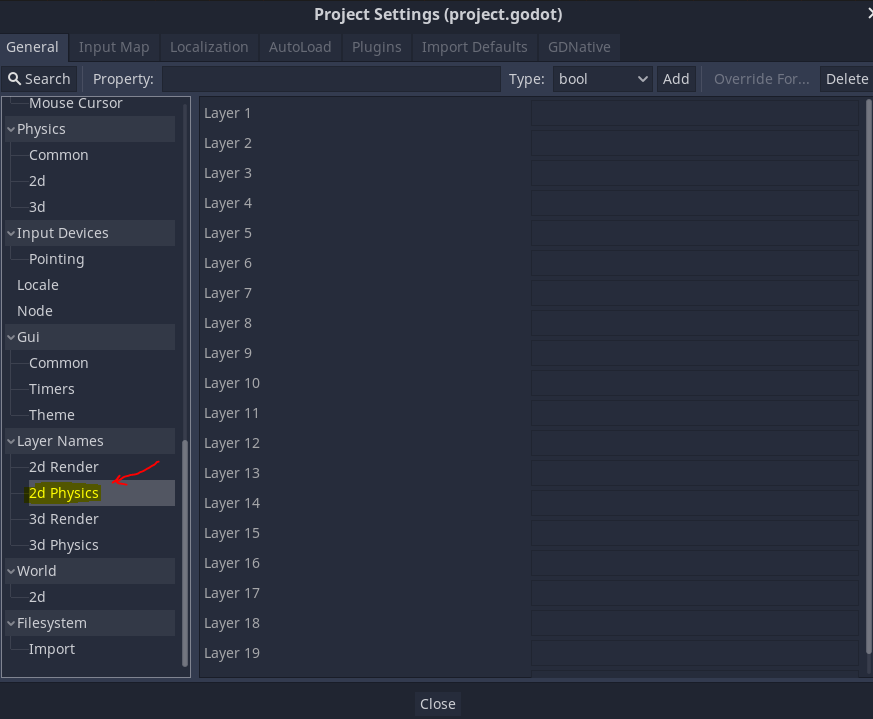 Project Settings (project.godot)
General Input Map Localization AutoLoad Plugins Import Defaults GDNative
Search Property: Type: bool Add Override For... Delete
Mouse Cursor
Physics
Common
2d
3d
Input Devices
Pointing
Locale
Node
Gui
Common
Timers
Theme
Layer Names
2d Render
2d Physics
3d Render
3d Physics
World
2d
Filesystem
Import
Layer 1
Layer 2
Layer 3
Layer 4
Layer 5
Layer 6
Layer 7
Layer 8
Layer 9
Layer 10
Layer 11
Layer 12
Layer 13
Layer 14
Layer 15
Layer 16
Layer 17
Layer 18
Layer 19
Close